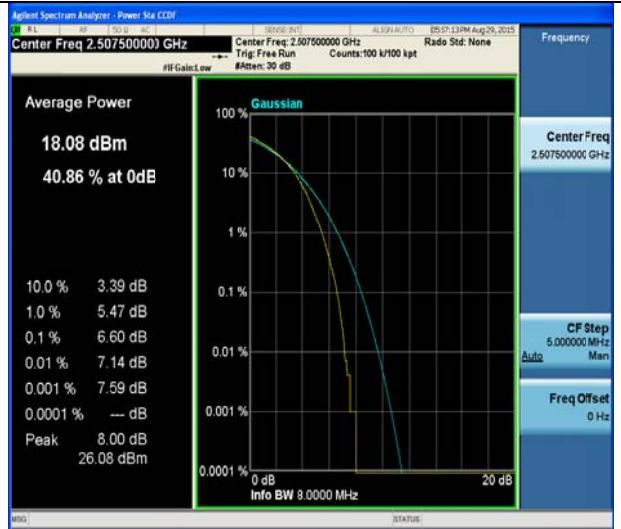 Agilent Spectrum Analyzer - Power Stat CCDF
RL RF 50 Ω AC SENSE:INT ALIGN AUTO 05:57:13 PM Aug 29, 2015
Center Freq 2.507500000 GHz
Center Freq: 2.507500000 GHz Radio Std: None
Trig: Free Run Counts:100 k/100 kpt
#IFGain:Low #Atten: 30 dB
Frequency
Average Power
18.08 dBm
40.86 % at 0dB
10.0 % 3.39 dB
1.0 % 5.47 dB
0.1 % 6.60 dB
0.01 % 7.14 dB
0.001 % 7.59 dB
0.0001 % --- dB
Peak 8.00 dB
26.08 dBm
Gaussian
100 %
10 %
1 %
0.1 %
0.01 %
0.001 %
0.0001 %
0 dB 20 dB
Info BW 8.0000 MHz
Center Freq
2.507500000 GHz
CF Step
5.000000 MHz
Auto Man
Freq Offset
0 Hz
MSG STATUS